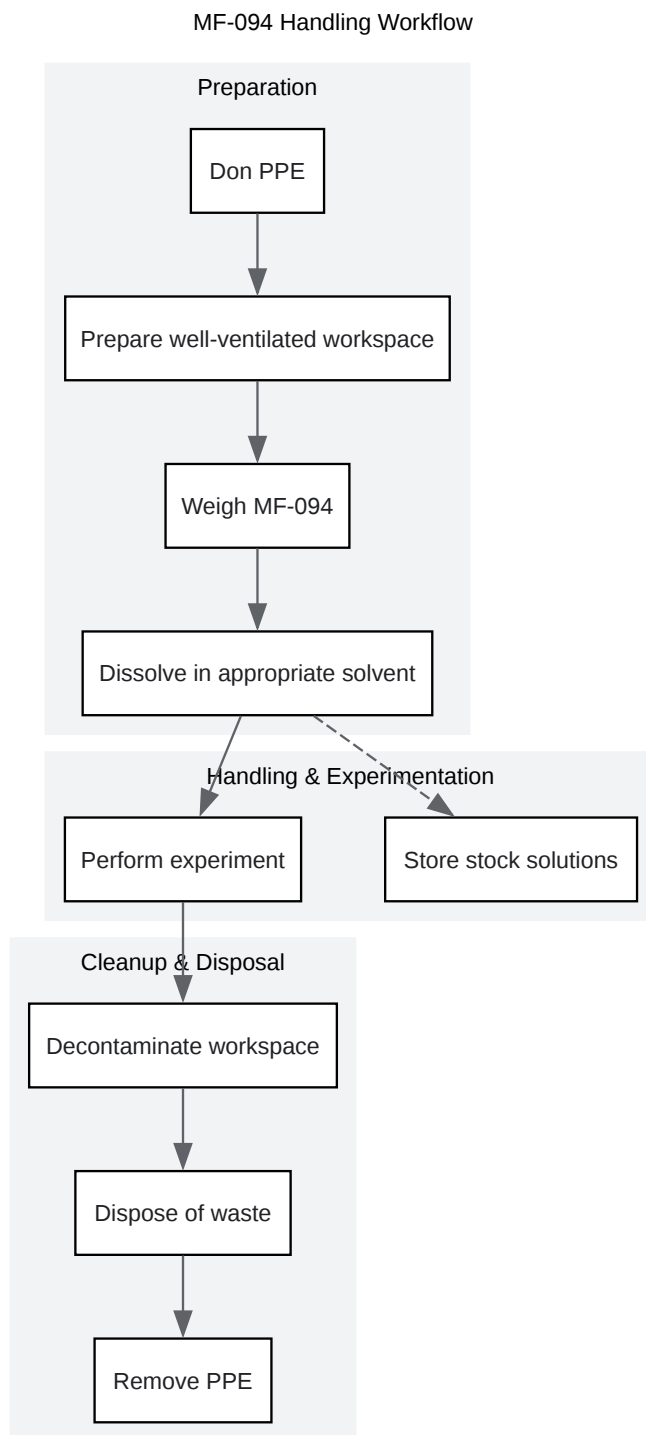 MF-094 Handling Workflow
Preparation
Don PPE
Prepare well-ventilated workspace
Weigh MF-094
Dissolve in appropriate solvent
Handling & Experimentation
Perform experiment
Store stock solutions
Cleanup & Disposal
Decontaminate workspace
Dispose of waste
Remove PPE